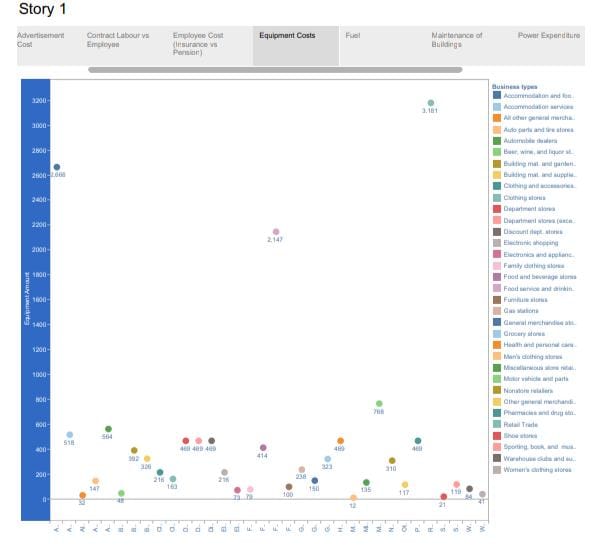 Story 1
Advertisement
Cost
Contract Labour vs
Employee
Employee Cost
(Insurance vs
Pension)
Equipment Costs
Fuel
Maintenance of
Buildings
Power Expenditure
Equipment Amount
3200
3000
2800
2600
2400
2200
2000
1800
1600
1400
1200
1000
800
600
400
200
0
2,666
518
32
147
564
48
392
326
216
163
469
469
469
216
73
79
414
2,147
100
238
150
323
469
12
135
768
310
117
469
3,181
21
119
84
41
A..
A..
Al
A..
A..
B..
B..
B..
Cl.
Cl.
D..
D..
Di.
El.
El.
F..
F..
F..
F..
G..
G..
G..
H..
M.
Mi.
M.
N..
Ot.
P..
R..
S..
S..
W.
W.
Business types
Accommodation and foo..
Accommodation services
All other general mercha..
Auto parts and tire stores
Automobile dealers
Beer, wine, and liquor st..
Building mat. and garden..
Building mat. and supplie..
Clothing and accessories..
Clothing stores
Department stores
Department stores (exce..
Discount dept. stores
Electronic shopping
Electronics and applianc..
Family clothing stores
Food and beverage stores
Food service and drinkin..
Furniture stores
Gas stations
General merchandise sto..
Grocery stores
Health and personal care..
Men's clothing stores
Miscellaneous store retai..
Motor vehicle and parts
Nonstore retailers
Other general merchandi..
Pharmacies and drug sto..
Retail Trade
Shoe stores
Sporting, book, and mus..
Warehouse clubs and su..
Women's clothing stores